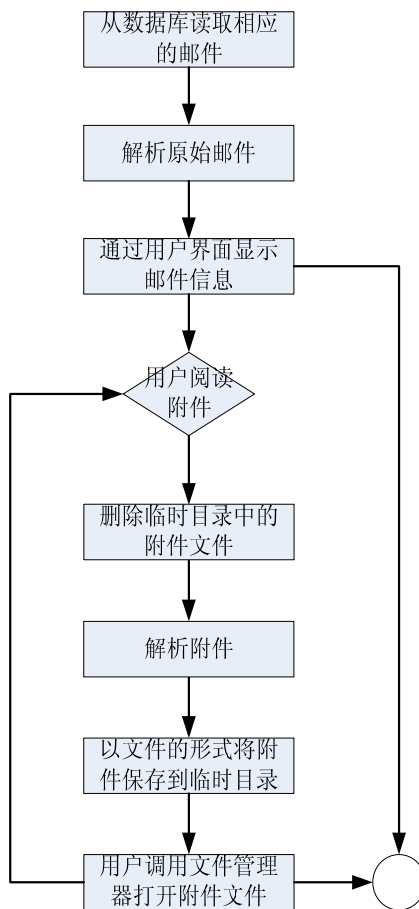 从数据库读取相应
的邮件
解析原始邮件
通过用户界面显示
邮件信息
用户阅读
附件
删除临时目录中的
附件文件
解析附件
以文件的形式将附
件保存到临时目录
用户调用文件管理
器打开附件文件